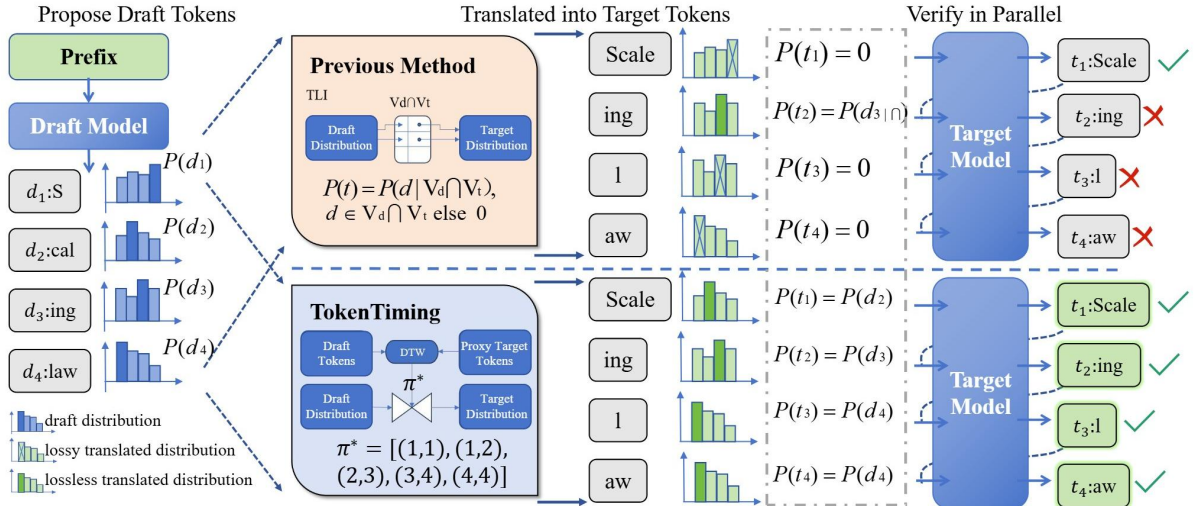 Propose Draft Tokens
Translated into Target Tokens
Verify in Parallel
Prefix
Draft Model
d₁:S
P(d₁)
d₂:cal
P(d₂)
d₃:ing
P(d₃)
d₄:law
P(d₄)
draft distribution
lossy translated distribution
lossless translated distribution
Previous Method
TLI
Vd∩Vt
Draft
Distribution
Target
Distribution
P(t) = P(d | Vd∩Vt),
d ∈ Vd∩Vt else 0
Scale
ing
l
aw
P(t₁) = 0
P(t₂) = P(d₃|∩)
P(t₃) = 0
P(t₄) = 0
Target
Model
t₁:Scale
t₂:ing
t₃:l
t₄:aw
TokenTiming
Draft
Tokens
DTW
Proxy Target
Tokens
π*
Draft
Distribution
Target
Distribution
π* = [(1,1), (1,2),
(2,3), (3,4), (4,4)]
Scale
ing
l
aw
P(t₁) = P(d₂)
P(t₂) = P(d₃)
P(t₃) = P(d₄)
P(t₄) = P(d₄)
Target
Model
t₁:Scale
t₂:ing
t₃:l
t₄:aw